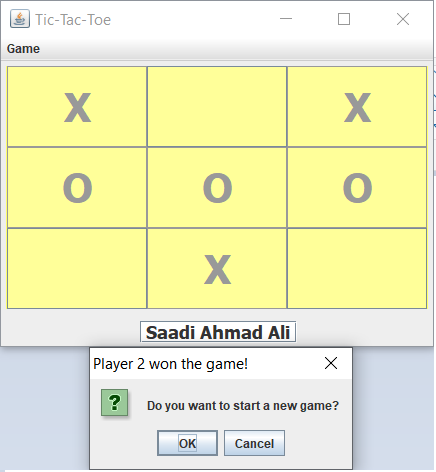 Tic-Tac-Toe
Game
X X
O O O
X
Saadi Ahmad Ali
Player 2 won the game!
? Do you want to start a new game?
OK Cancel